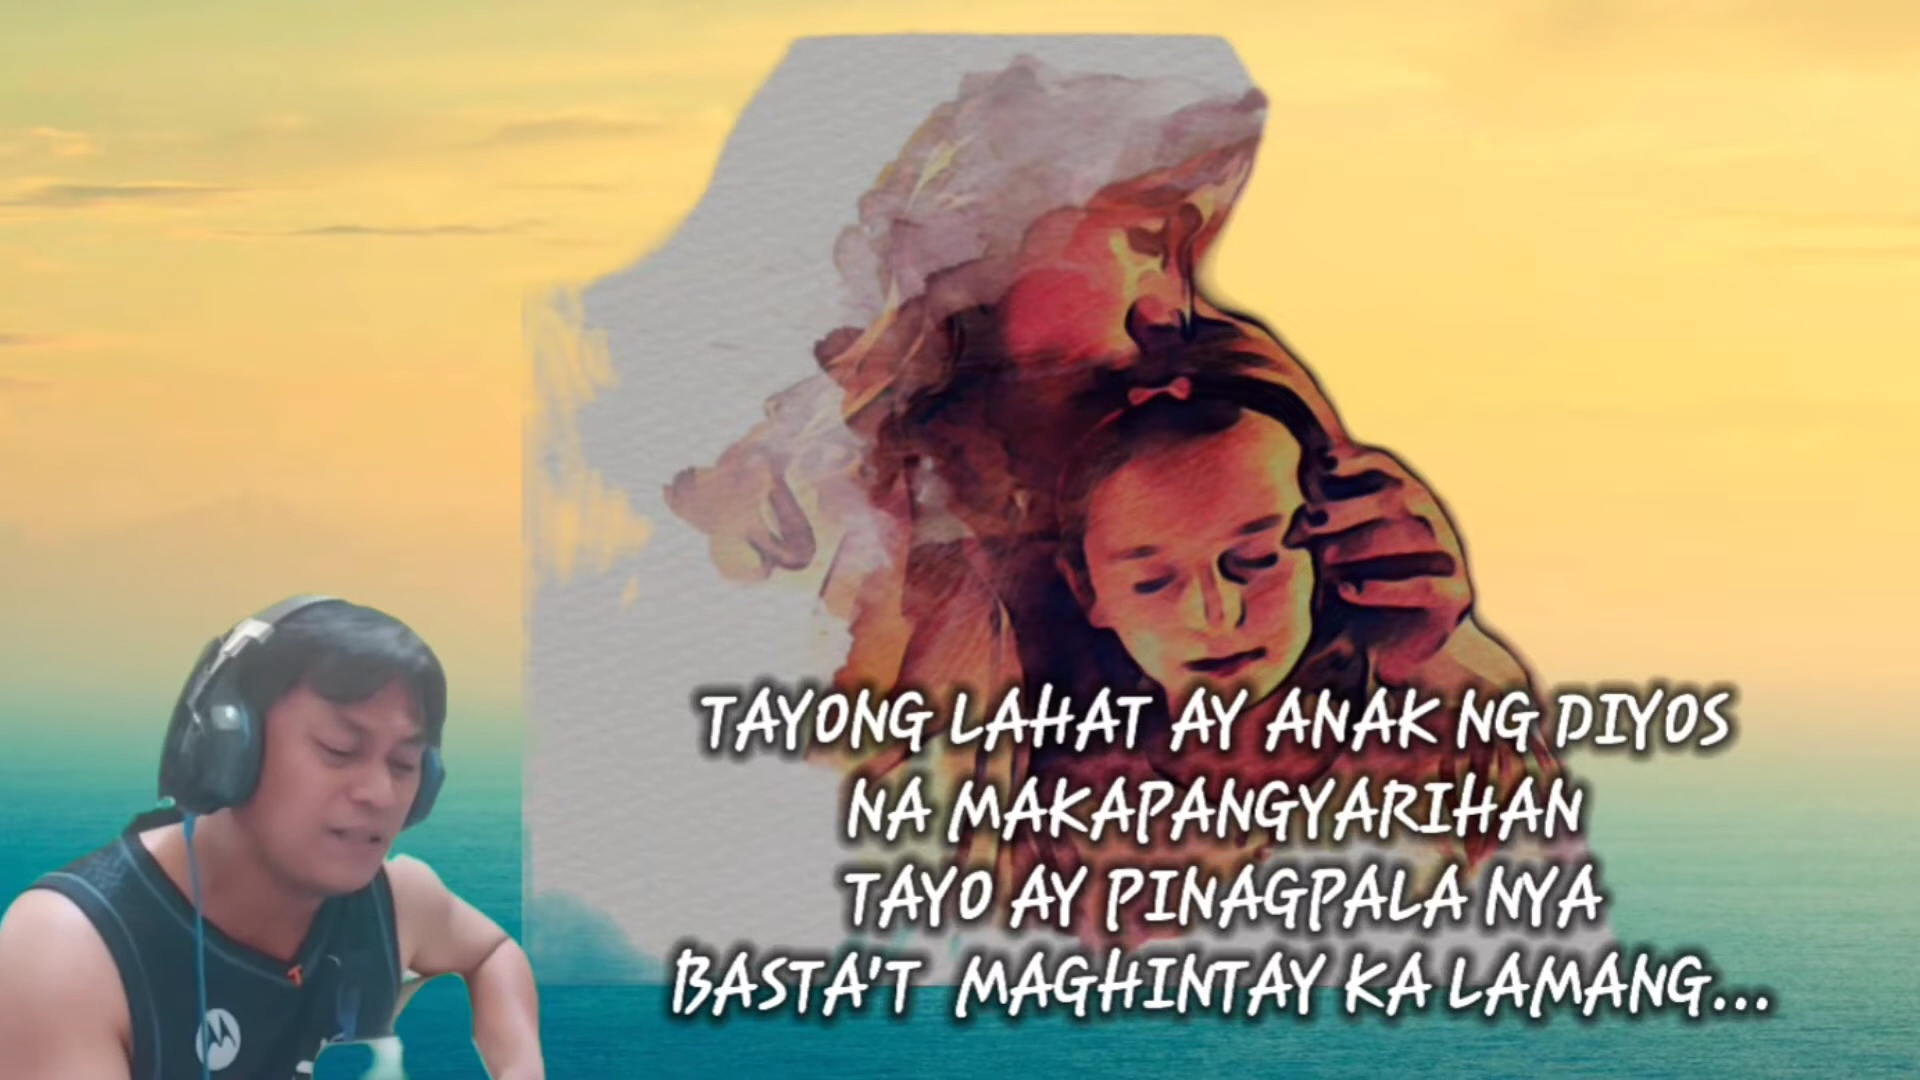 TAYONG LAHAT AY ANAK NG DIYOS
NA MAKAPANGYARIHAN
TAYO AY PINAGPALA NYA
BASTA'T MAGHINTAY KA LAMANG...